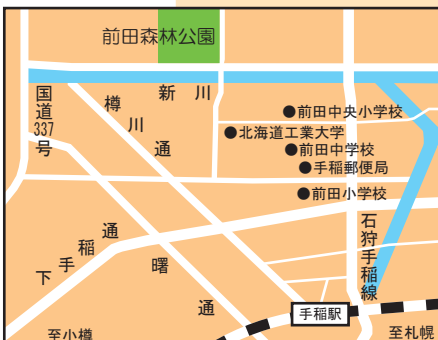 前田森林公園
新川
国道337号
樽川通
●前田中央小学校
●北海道工業大学
●前田中学校
●手稲郵便局
●前田小学校
下手稲通
曙通
石狩手稲線
手稲駅
至小樽
至札幌